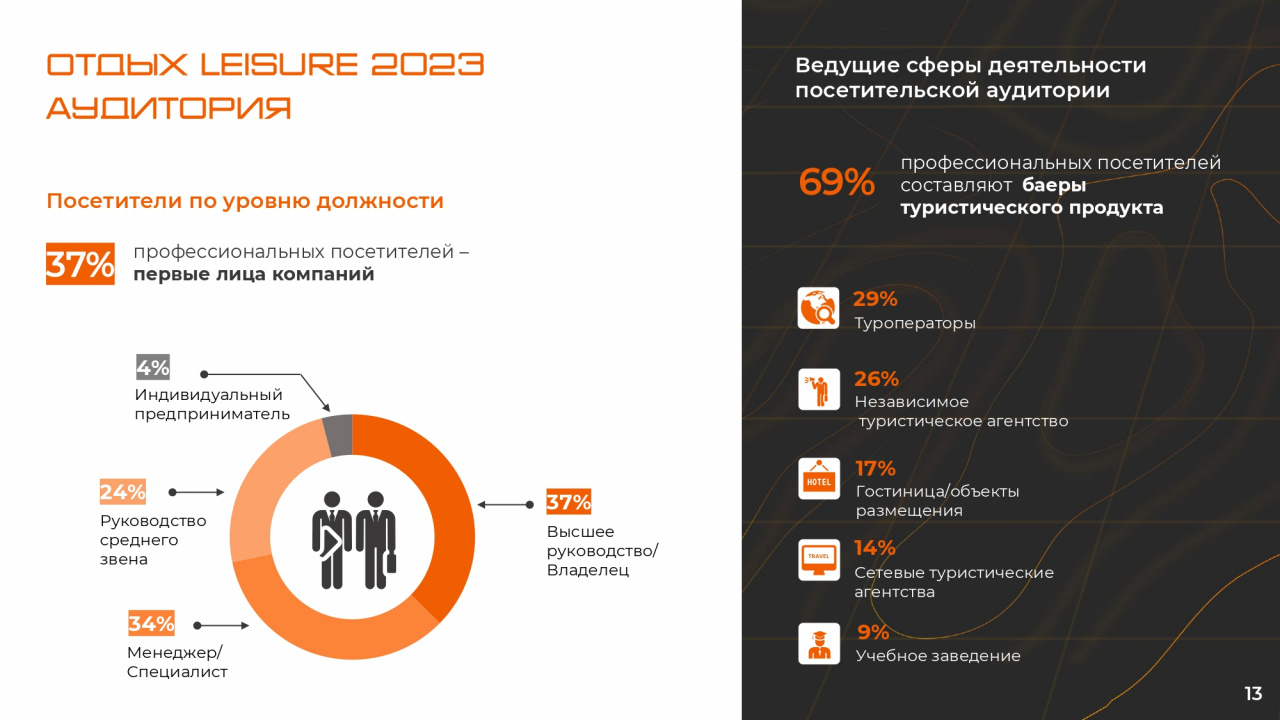 ОТДЫХ LEISURE 2023
АУДИТОРИЯ
Посетители по уровню должности
37%
профессиональных посетителей –
первые лица компаний
4%
Индивидуальный
предприниматель
24%
Руководство
среднего
звена
34%
Менеджер/
Специалист
37%
Высшее
руководство/
Владелец
Ведущие сферы деятельности
посетительской аудитории
69%
профессиональных посетителей
составляют баеры
туристического продукта
29%
Туроператоры
26%
Независимое
туристическое агентство
HOTEL
17%
Гостиница/объекты
размещения
TRAVEL
14%
Сетевые туристические
агентства
9%
Учебное заведение
13